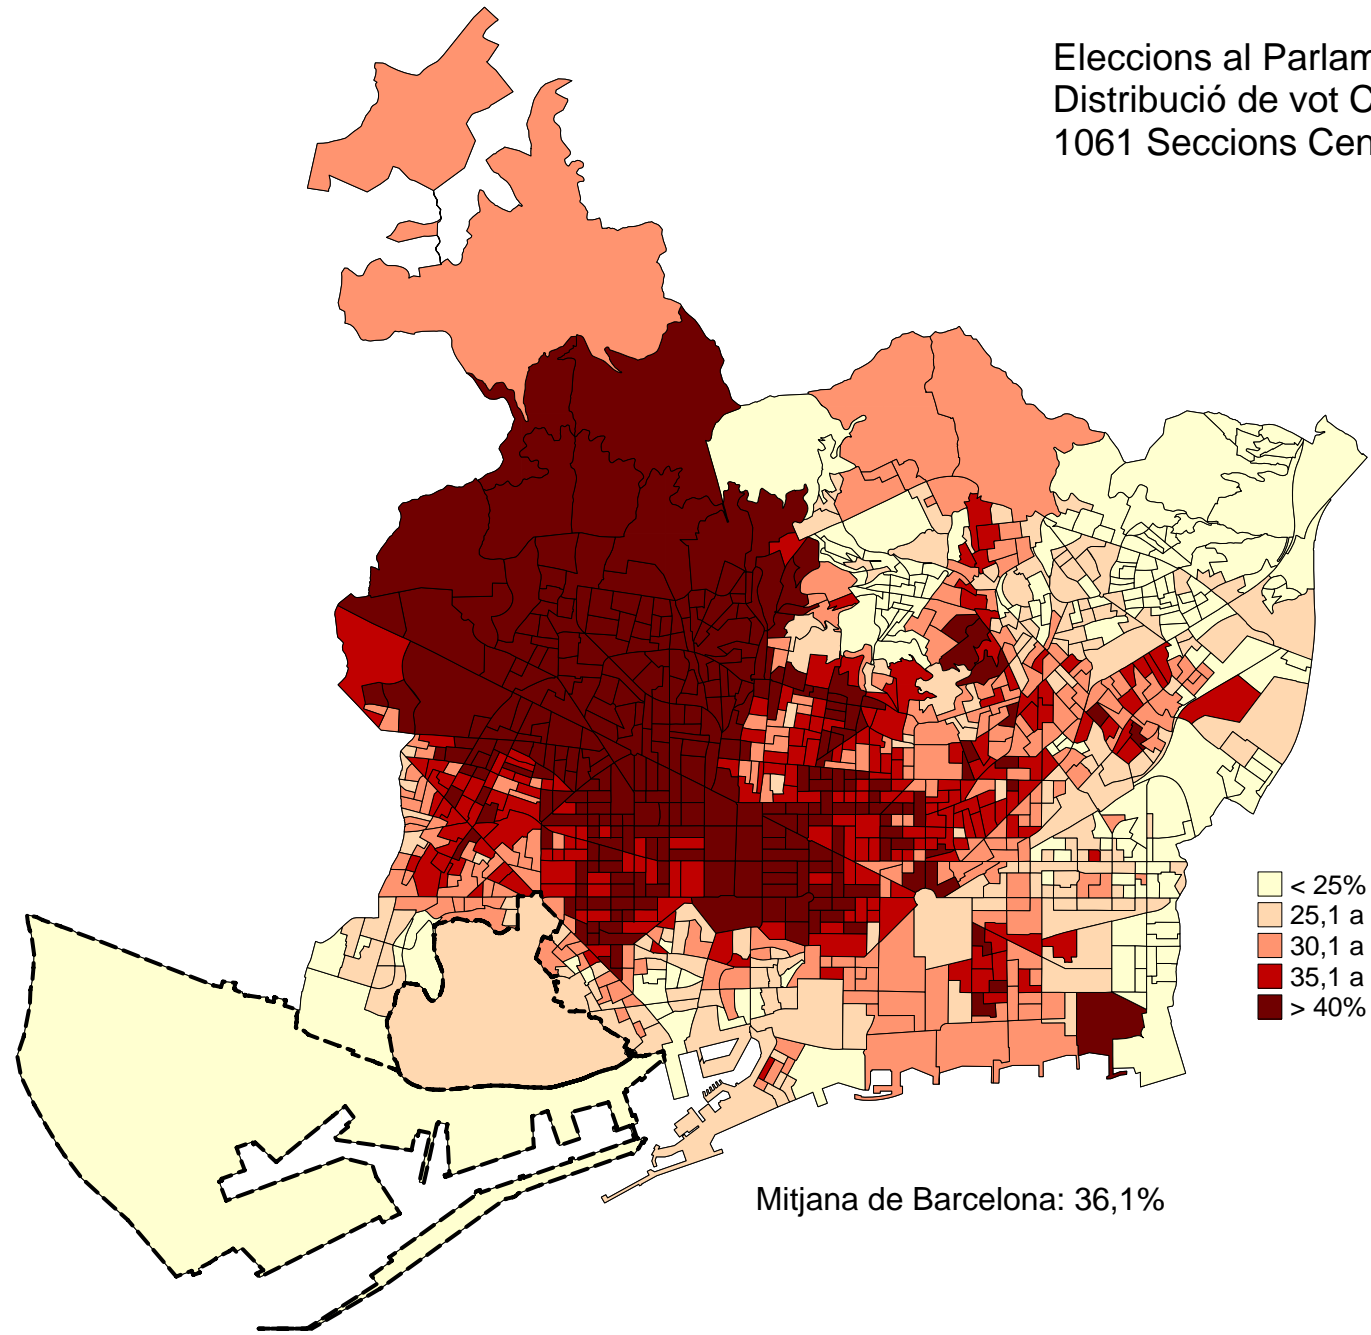 Eleccions al Parlam
Distribució de vot C
1061 Seccions Cen
< 25%
25,1 a
30,1 a
35,1 a
> 40%
Mitjana de Barcelona: 36,1%